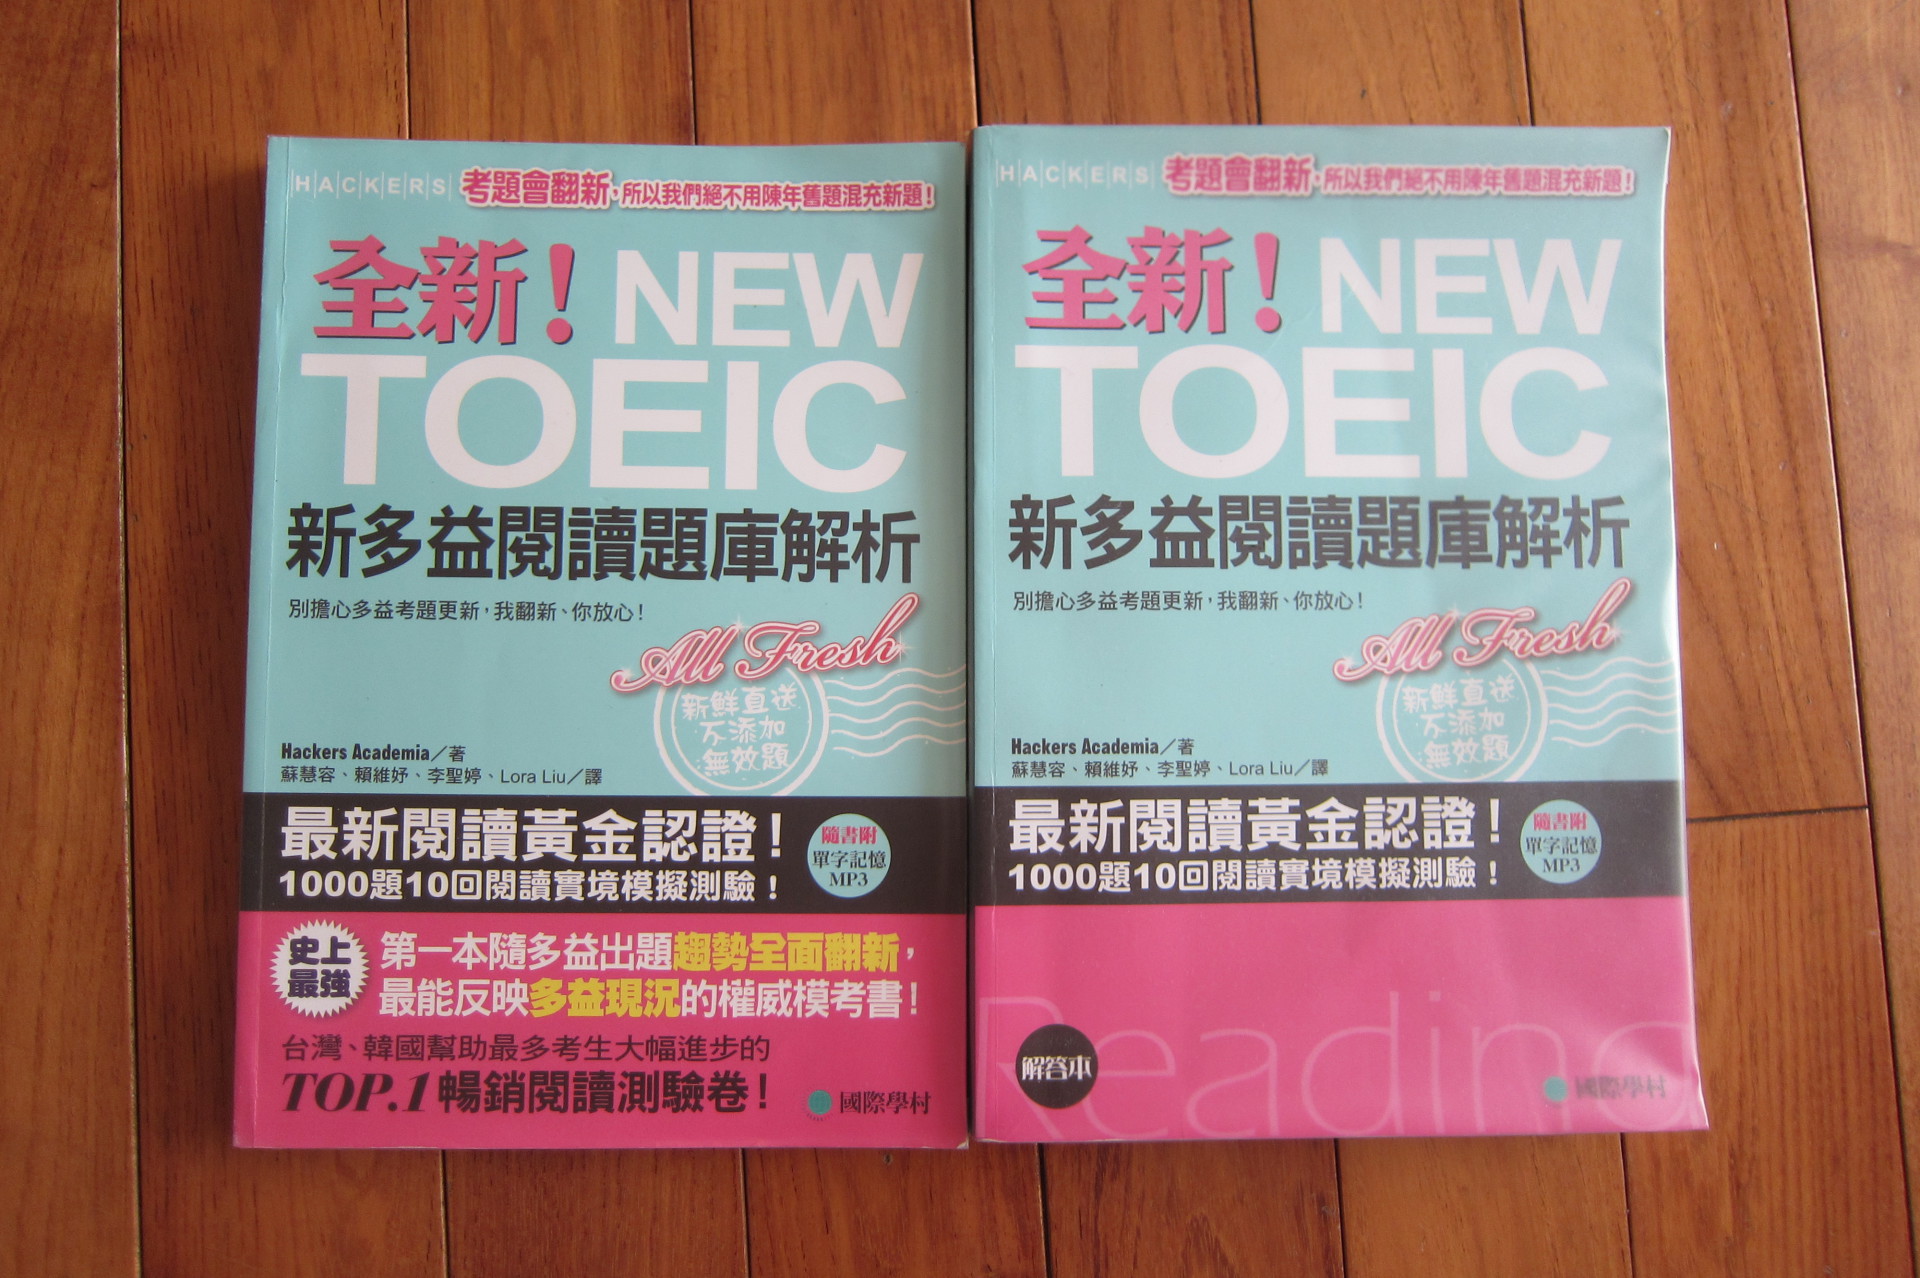 HACKERS 考題會翻新，所以我們絕不用陳年舊題混充新題！
全新！NEW
TOEIC
新多益閱讀題庫解析
別擔心多益考題更新，我翻新、你放心！
All Fresh
新鮮直送
不添加
無效題
Hackers Academia／著
蘇慧容、賴維妤、李聖婷、Lora Liu／譯
最新閱讀黃金認證！
1000題10回閱讀實境模擬測驗！
隨書附
單字記憶
MP3
史上
最強
第一本隨多益出題趨勢全面翻新，
最能反映多益現況的權威模考書！
台灣、韓國幫助最多考生大幅進步的
TOP.1暢銷閱讀測驗卷！
國際學村
HACKERS 考題會翻新，所以我們絕不用陳年舊題混充新題！
全新！NEW
TOEIC
新多益閱讀題庫解析
別擔心多益考題更新，我翻新、你放心！
All Fresh
新鮮直送
不添加
無效題
Hackers Academia／著
蘇慧容、賴維妤、李聖婷、Lora Liu／譯
最新閱讀黃金認證！
1000題10回閱讀實境模擬測驗！
隨書附
單字記憶
MP3
Reading
解答本
國際學村